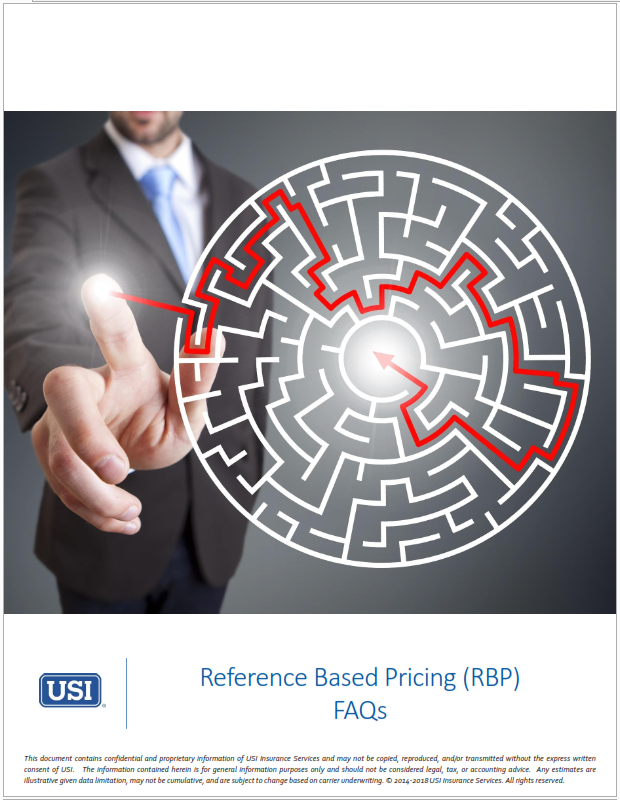 USI
®
Reference Based Pricing (RBP)
FAQs
This document contains confidential and proprietary information of USI Insurance Services and may not be copied, reproduced, and/or transmitted without the express written
consent of USI. The information contained herein is for general information purposes only and should not be considered legal, tax, or accounting advice. Any estimates are
illustrative given data limitation, may not be cumulative, and are subject to change based on carrier underwriting. © 2014-2018 USI Insurance Services. All rights reserved.